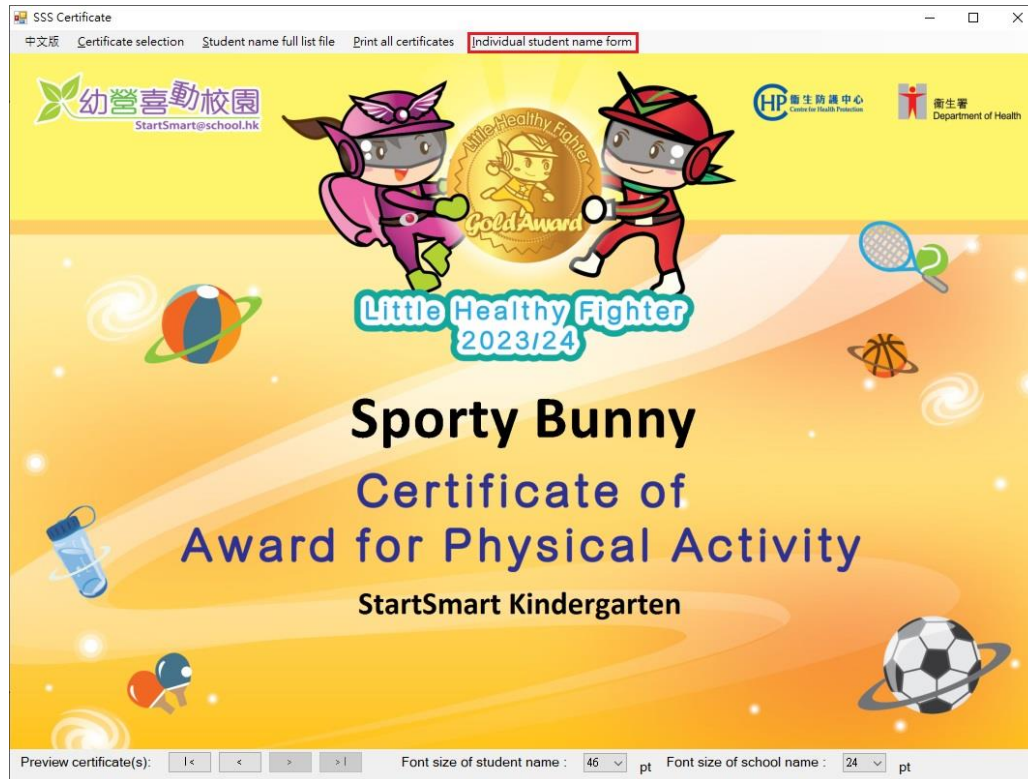 SSS Certificate
中文版 Certificate selection Student name full list file Print all certificates Individual student name form
幼營喜動校園
StartSmart@school.hk
Little Healthy Fighter
Gold Award
CHP 衞生防護中心
Centre for Health Protection
衞生署
Department of Health
Little Healthy Fighter
2023/24
Sporty Bunny
Certificate of
Award for Physical Activity
StartSmart Kindergarten
Preview certificate(s): |< < > >| Font size of student name : 46 pt Font size of school name : 24 pt